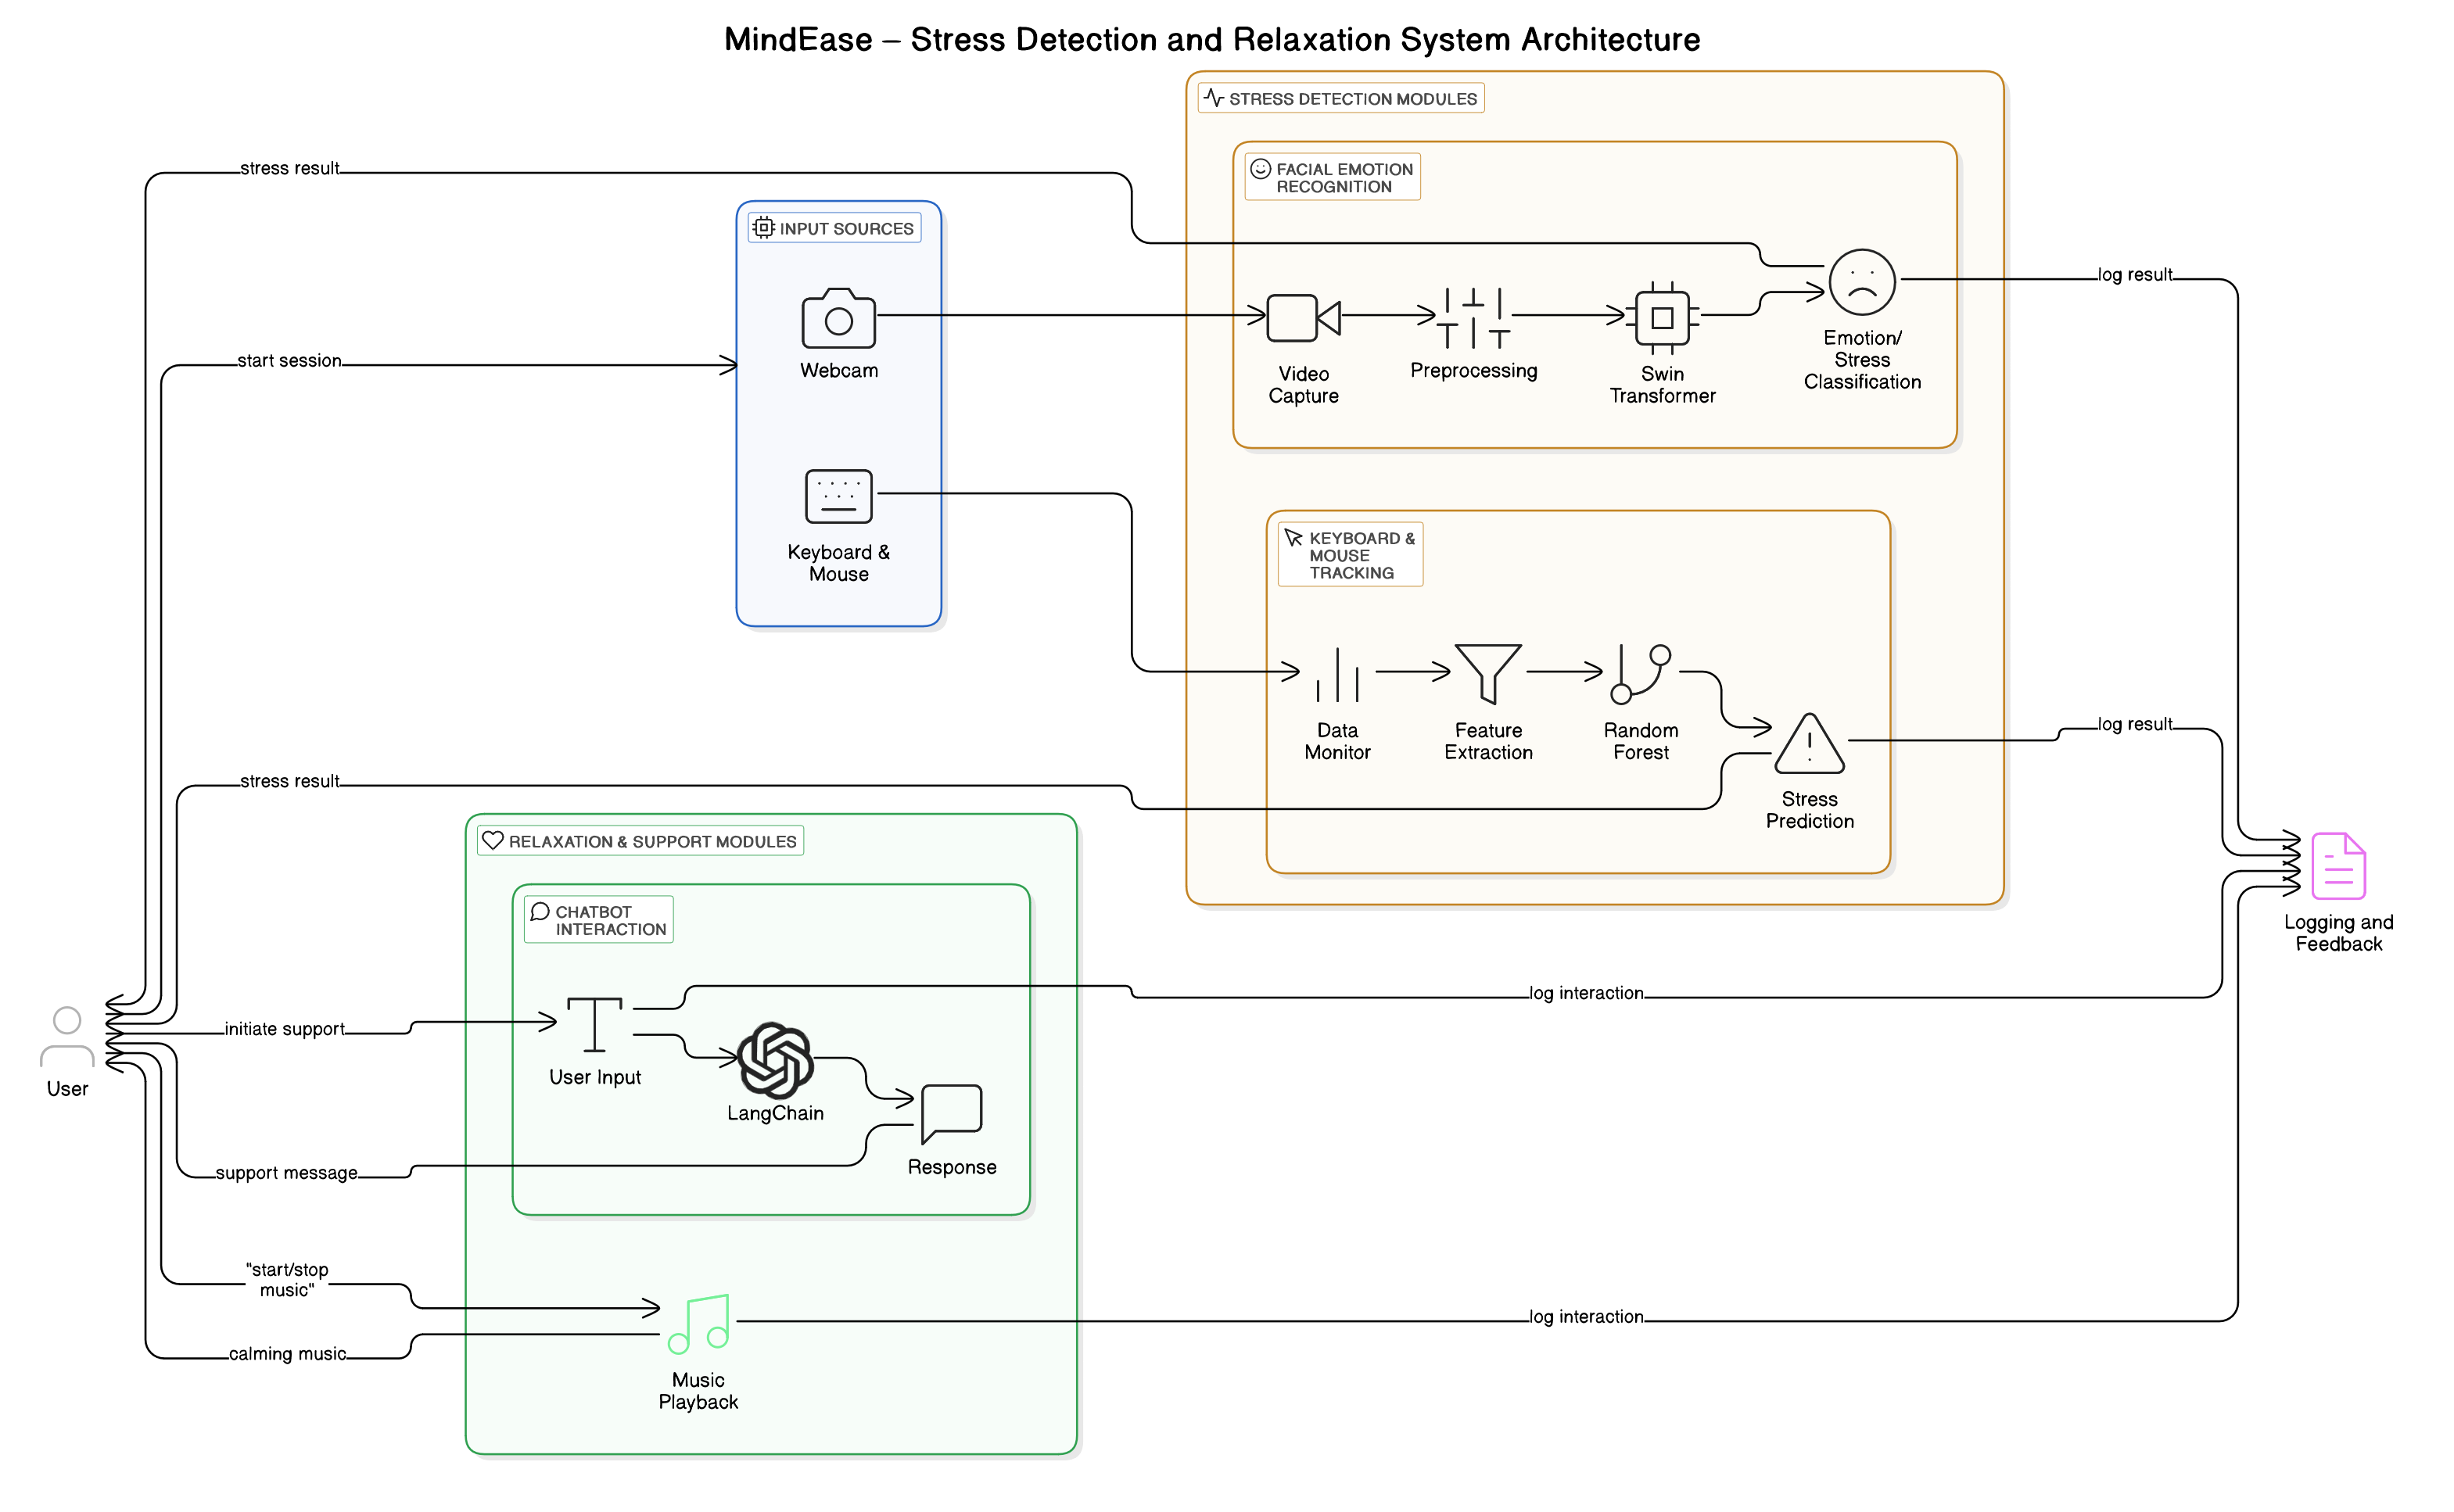 MindEase – Stress Detection and Relaxation System Architecture
STRESS DETECTION MODULES
FACIAL EMOTION
RECOGNITION
stress result
INPUT SOURCES
log result
start session
Webcam
Video
Capture
Preprocessing
Swin
Transformer
Emotion/
Stress
Classification
Keyboard &
Mouse
KEYBOARD &
MOUSE
TRACKING
Data
Monitor
Feature
Extraction
Random
Forest
log result
stress result
Stress
Prediction
RELAXATION & SUPPORT MODULES
CHATBOT
INTERACTION
Logging and
Feedback
log interaction
initiate support
User Input
User
LangChain
support message
Response
"start/stop
music"
log interaction
calming music
Music
Playback